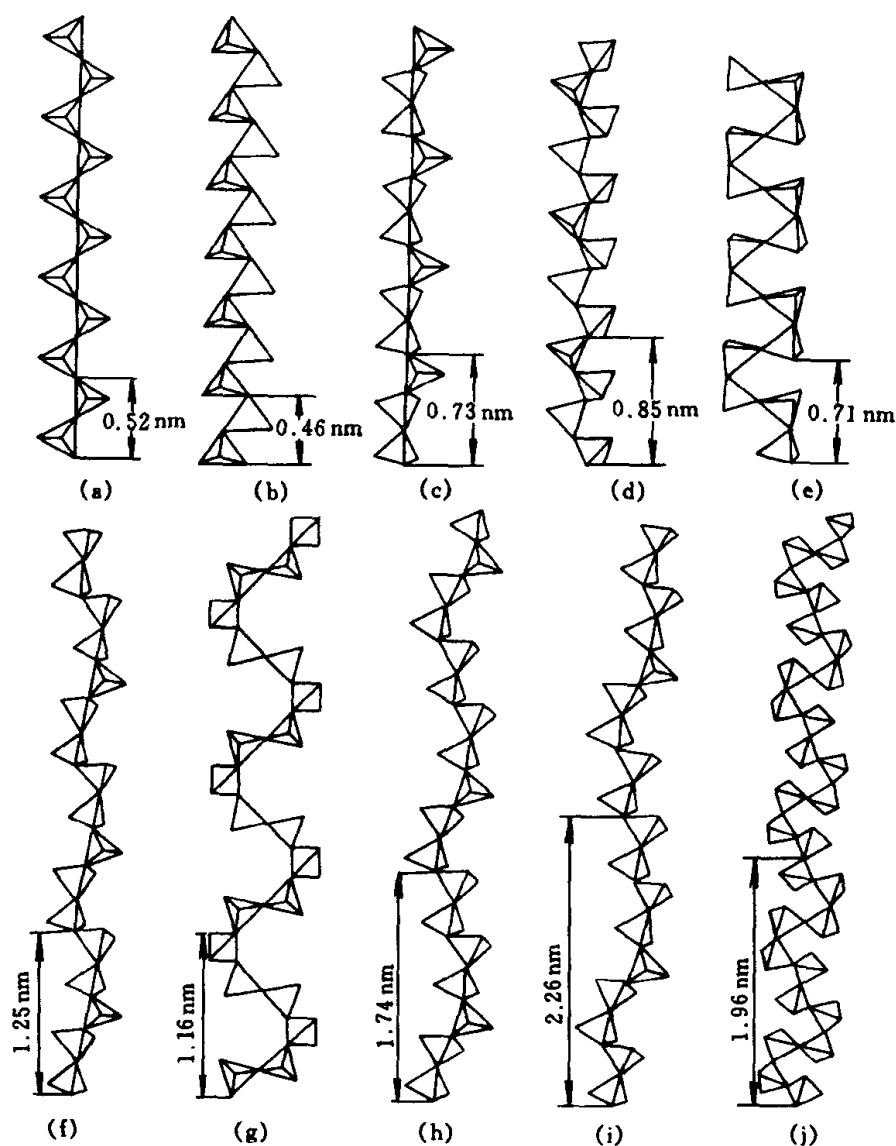 0.52 nm
0.46 nm
0.73 nm
0.85 nm
0.71 nm
(a)
(b)
(c)
(d)
(e)
1.25 nm
1.16 nm
1.74 nm
2.26 nm
1.96 nm
(f)
(g)
(h)
(i)
(j)